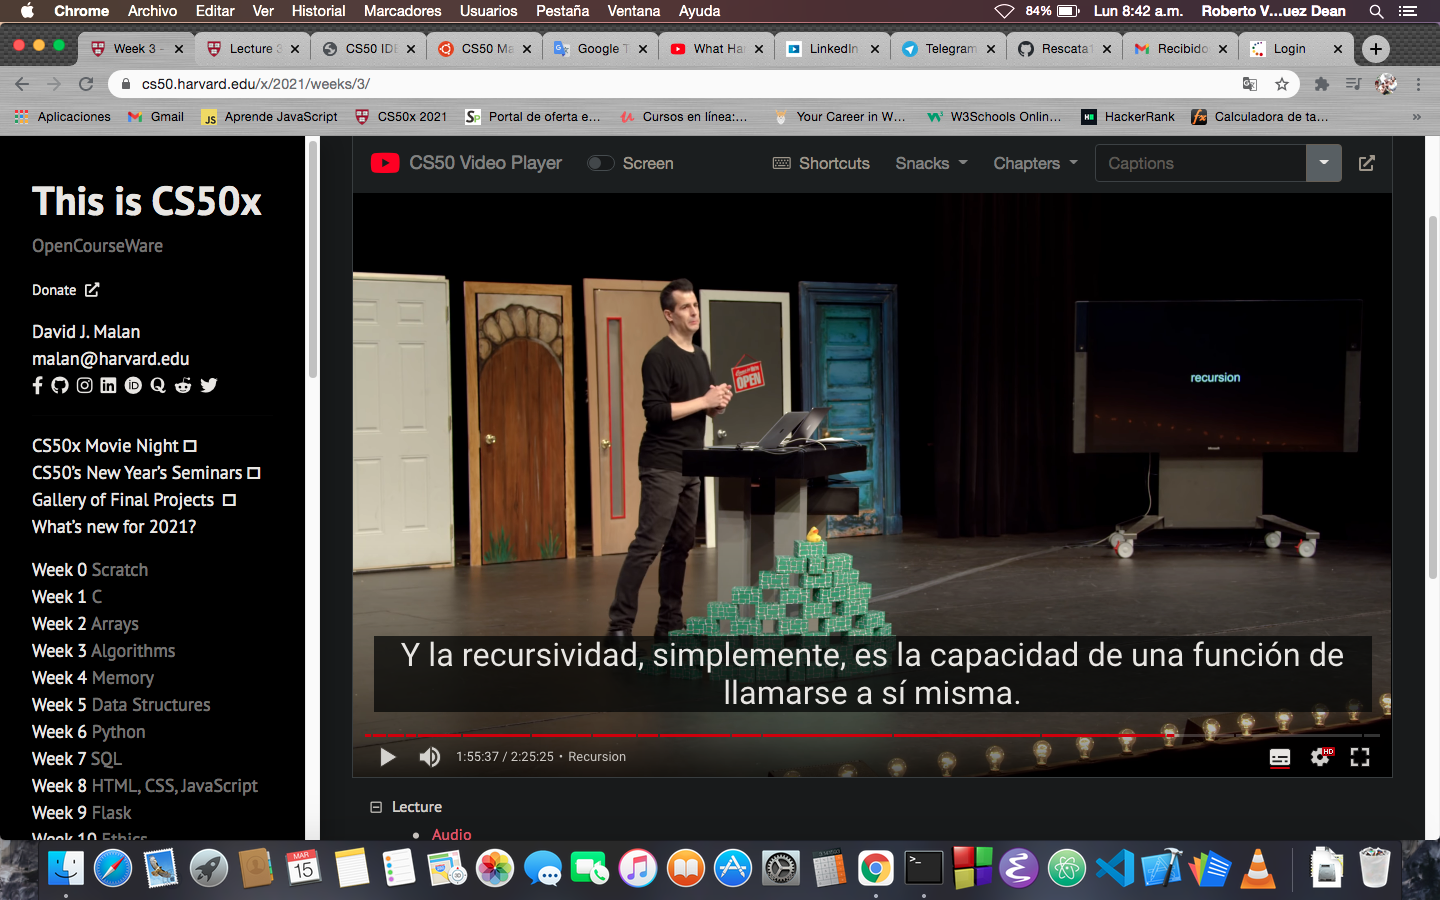 Chrome Archivo Editar Ver Historial Marcadores Usuarios Pestaña Ventana Ayuda 84% Lun 8:42 a.m. Roberto V...uez Dean
Week 3 - Lecture 3 CS50 IDE CS50 Ma Google T What Ha LinkedIn Telegram Rescata Recibido Login
cs50.harvard.edu/x/2021/weeks/3/
Aplicaciones Gmail JS Aprende JavaScript CS50x 2021 Portal de oferta e... Cursos en línea:... Your Career in W... W3Schools Onlin... HackerRank Calculadora de ta... »
This is CS50x
OpenCourseWare
Donate
David J. Malan
malan@harvard.edu
CS50x Movie Night
CS50's New Year's Seminars
Gallery of Final Projects
What's new for 2021?
Week 0 Scratch
Week 1 C
Week 2 Arrays
Week 3 Algorithms
Week 4 Memory
Week 5 Data Structures
Week 6 Python
Week 7 SQL
Week 8 HTML, CSS, JavaScript
Week 9 Flask
Week 10 Ethics
CS50 Video Player Screen Shortcuts Snacks Chapters Captions
OPEN
recursion
Y la recursividad, simplemente, es la capacidad de una función de
llamarse a sí misma.
1:55:37 / 2:25:25 • Recursion HD
Lecture
Audio
MAR
15